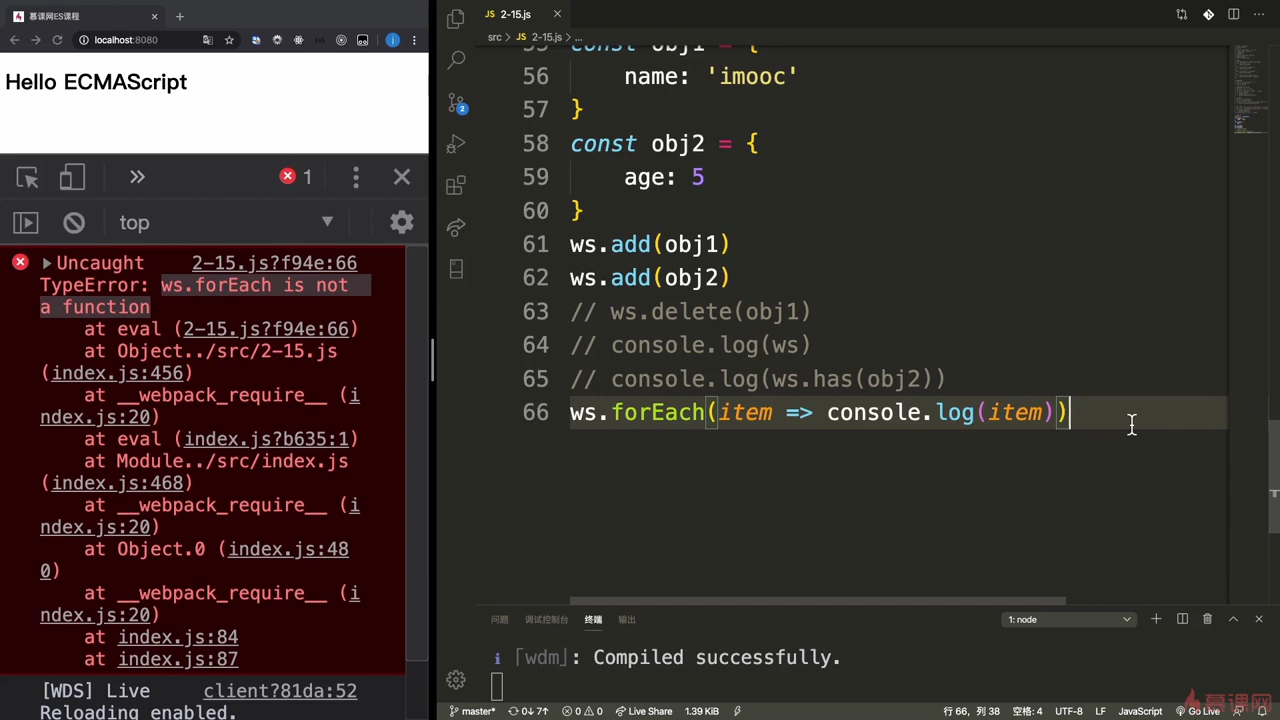 慕课网ES课程
localhost:8080
Hello ECMAScript
1
top
Uncaught 2-15.js?f94e:66
TypeError: ws.forEach is not
a function
at eval (2-15.js?f94e:66)
at Object../src/2-15.js
(index.js:456)
at __webpack_require__ (i
ndex.js:20)
at eval (index.js?b635:1)
at Module../src/index.js
(index.js:468)
at __webpack_require__ (i
ndex.js:20)
at Object.0 (index.js:48
0)
at __webpack_require__ (i
ndex.js:20)
at index.js:84
at index.js:87
[WDS] Live client?81da:52
Reloading enabled.
JS 2-15.js
src > JS 2-15.js > ...
55 const obj1 = {
56 name: 'imooc'
57 }
58 const obj2 = {
59 age: 5
60 }
61 ws.add(obj1)
62 ws.add(obj2)
63 // ws.delete(obj1)
64 // console.log(ws)
65 // console.log(ws.has(obj2))
66 ws.forEach(item => console.log(item))
2
问题 调试控制台 终端 输出 1: node
i ｢wdm｣: Compiled successfully.
master* 0↓ 71↑ 0 0 Live Share 1.39 KiB 行 66, 列 38 空格: 4 UTF-8 LF JavaScript Go Live
慕课网